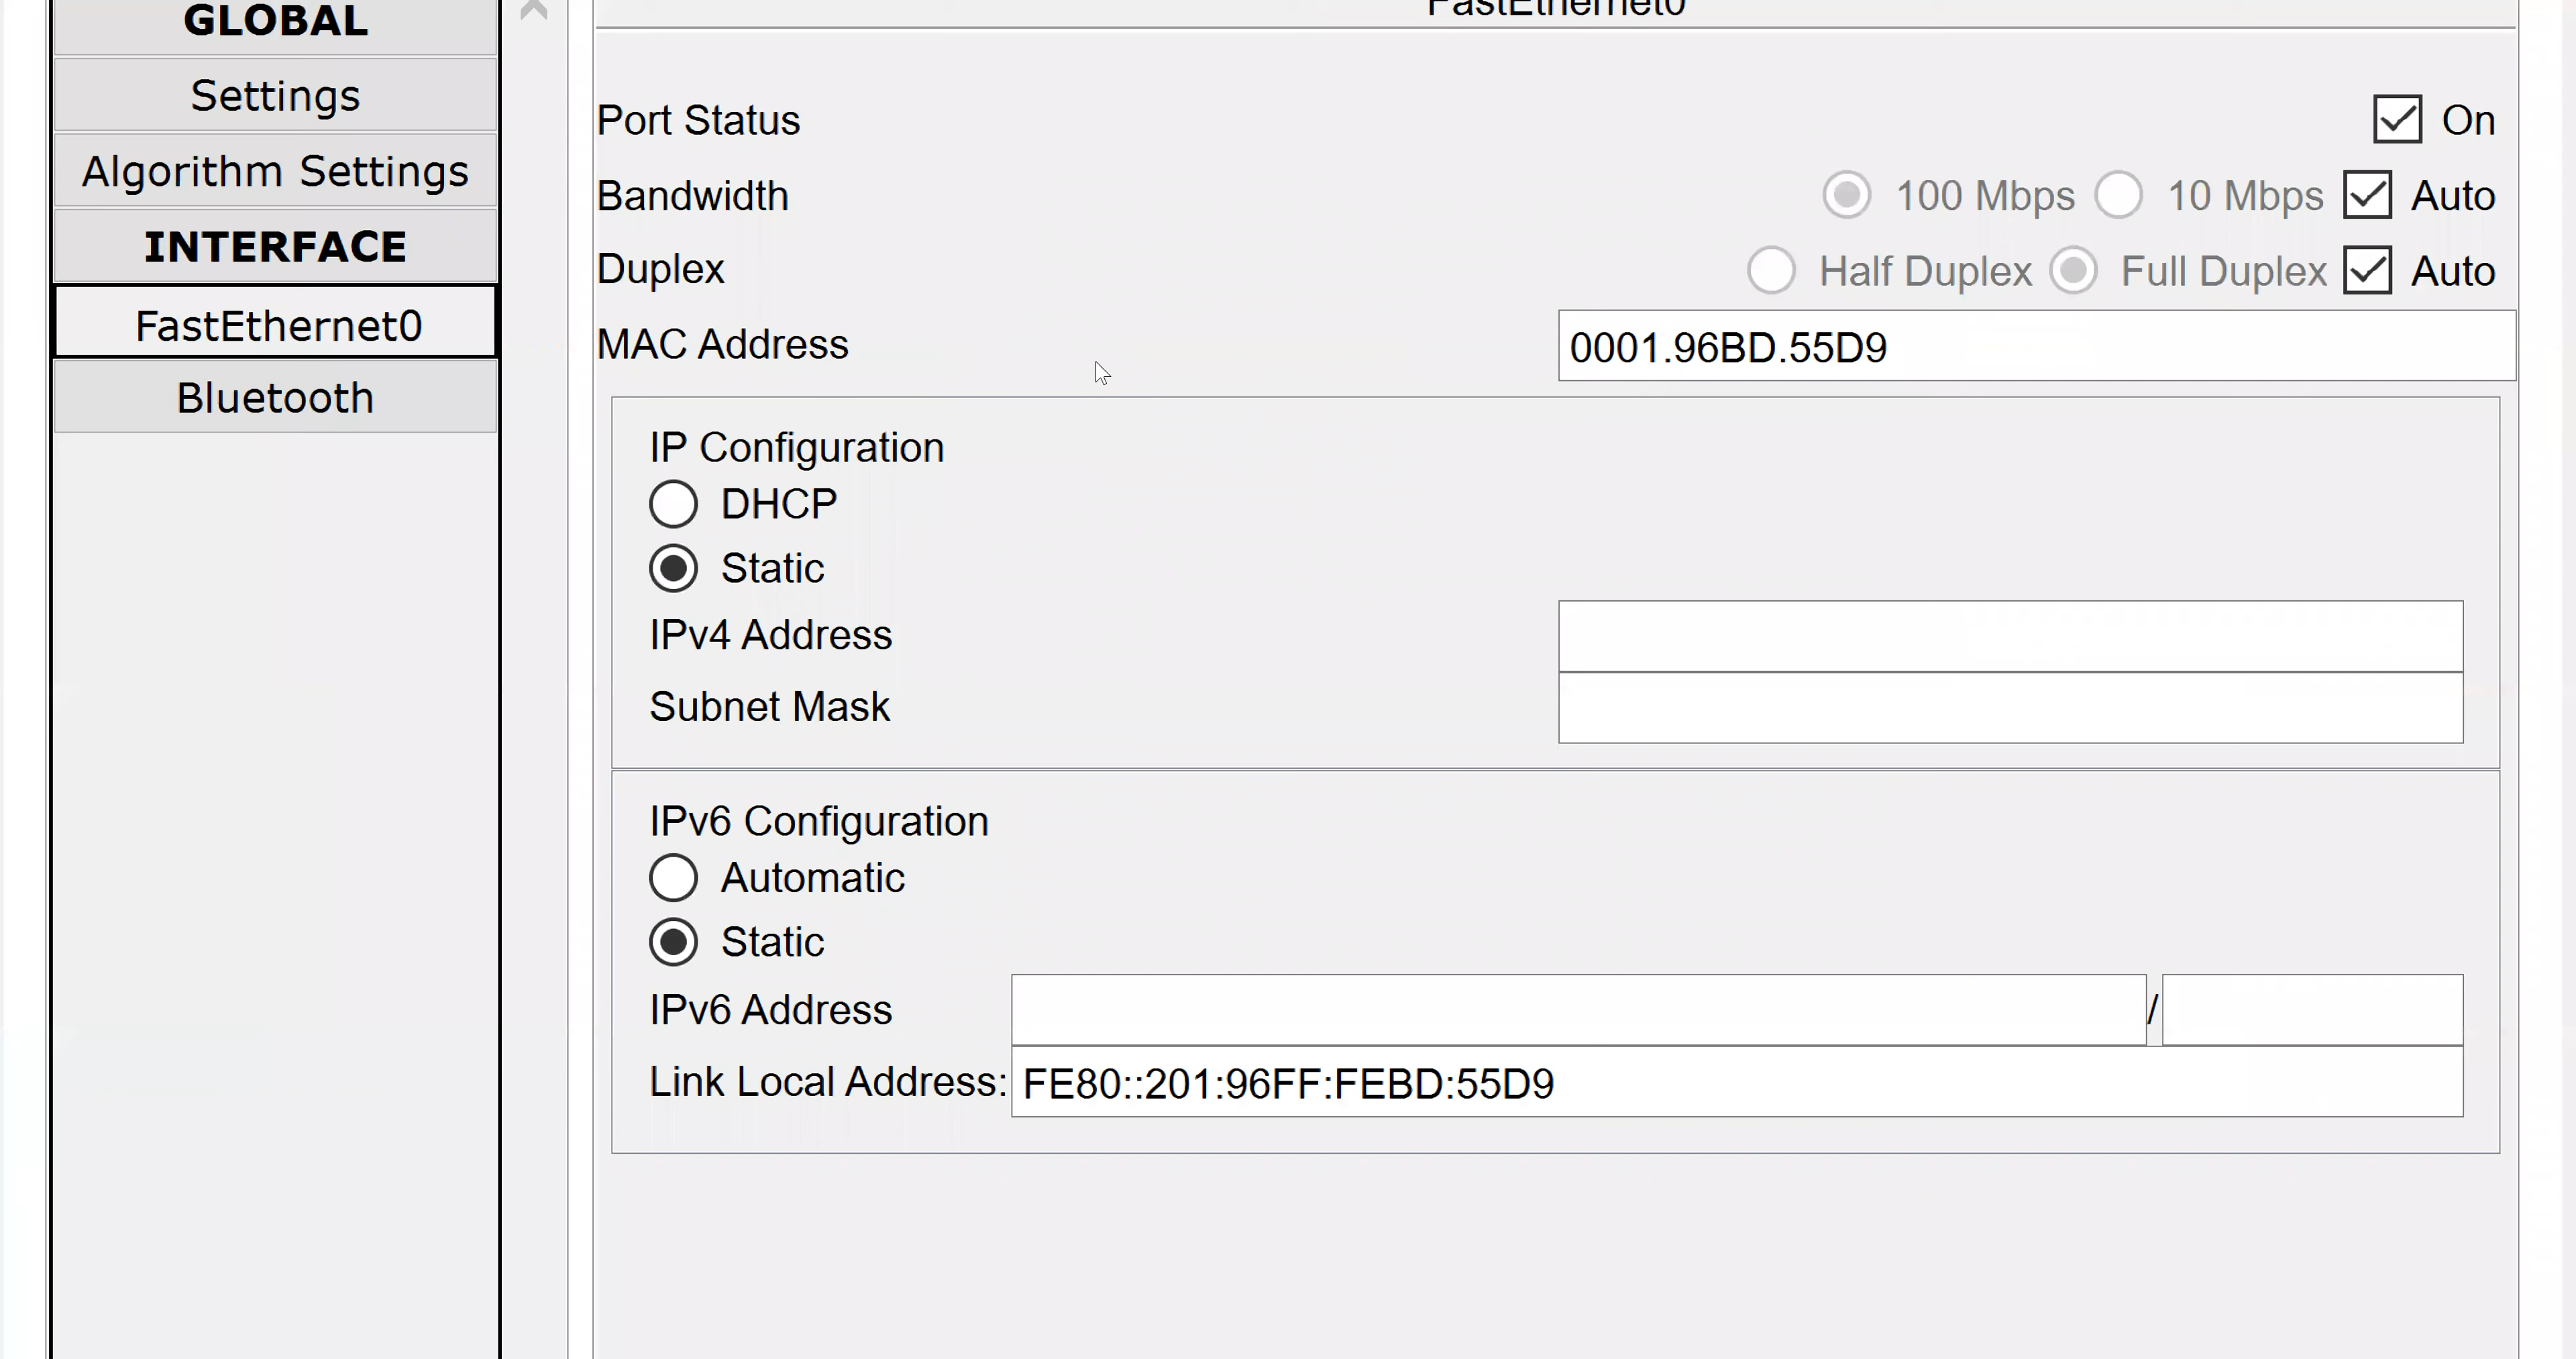 GLOBAL
Settings
Algorithm Settings
INTERFACE
FastEthernet0
Bluetooth
FastEthernet0
Port Status
On
Bandwidth
100 Mbps
10 Mbps
Auto
Duplex
Half Duplex
Full Duplex
Auto
MAC Address
0001.96BD.55D9
IP Configuration
DHCP
Static
IPv4 Address
Subnet Mask
IPv6 Configuration
Automatic
Static
IPv6 Address
/
Link Local Address:
FE80::201:96FF:FEBD:55D9